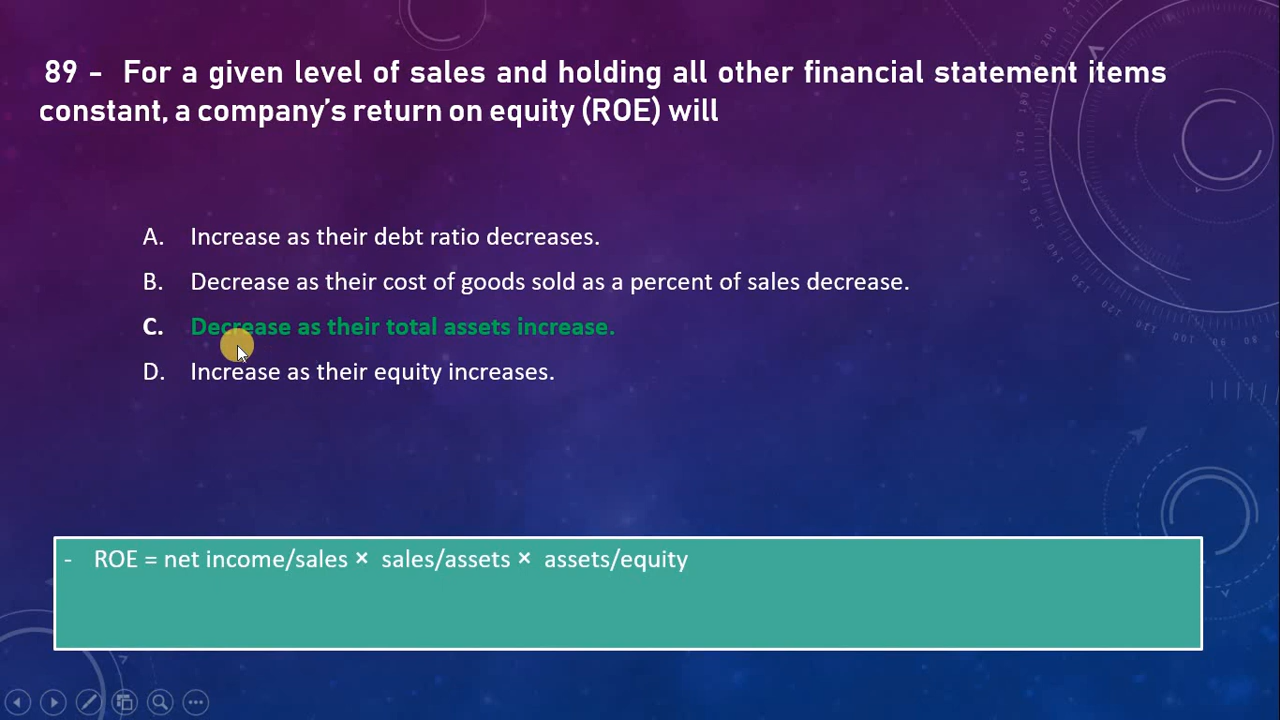 89 - For a given level of sales and holding all other financial statement items
constant, a company's return on equity (ROE) will
A. Increase as their debt ratio decreases.
B. Decrease as their cost of goods sold as a percent of sales decrease.
C. Decrease as their total assets increase.
D. Increase as their equity increases.
- ROE = net income/sales × sales/assets × assets/equity